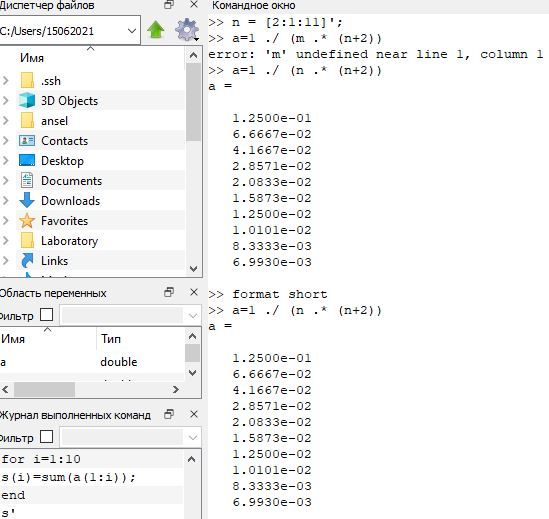 Диспетчер файлов
C:/Users/15062021
Имя
.ssh
3D Objects
ansel
Contacts
Desktop
Documents
Downloads
Favorites
Laboratory
Links
Область переменных
Фильтр
Имя
Тип
a
double
Журнал выполненных команд
Фильтр
for i=1:10
s(i)=sum(a(1:i));
end
s'
Командное окно
>> n = [2:1:11]';
>> a=1 ./ (m .* (n+2))
error: 'm' undefined near line 1, column 1
>> a=1 ./ (n .* (n+2))
a =
1.2500e-01
6.6667e-02
4.1667e-02
2.8571e-02
2.0833e-02
1.5873e-02
1.2500e-02
1.0101e-02
8.3333e-03
6.9930e-03
>> format short
>> a=1 ./ (n .* (n+2))
a =
1.2500e-01
6.6667e-02
4.1667e-02
2.8571e-02
2.0833e-02
1.5873e-02
1.2500e-02
1.0101e-02
8.3333e-03
6.9930e-03